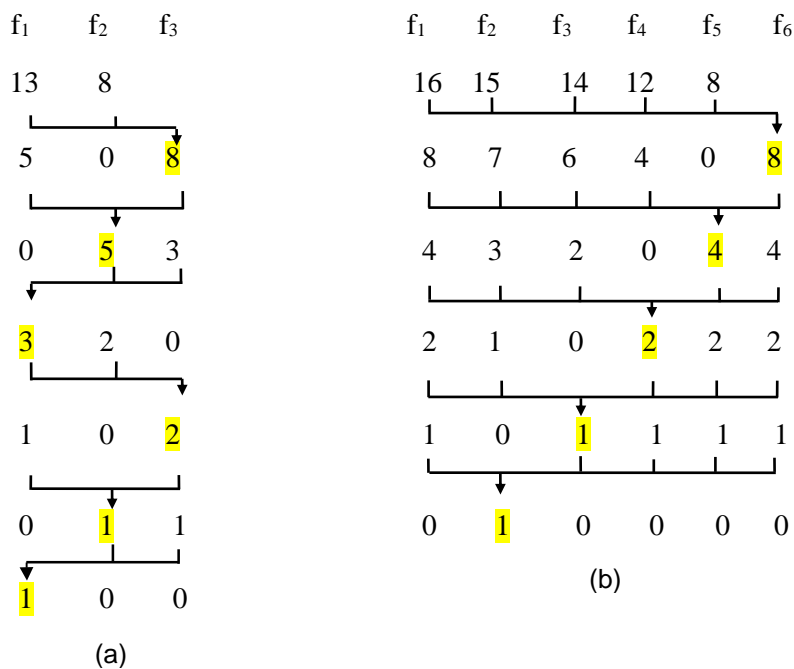 f₁ f₂ f₃
13 8
5 0 8
0 5 3
3 2 0
1 0 2
0 1 1
1 0 0
(a)
f₁ f₂ f₃ f₄ f₅ f₆
16 15 14 12 8
8 7 6 4 0 8
4 3 2 0 4 4
2 1 0 2 2 2
1 0 1 1 1 1
0 1 0 0 0 0
(b)